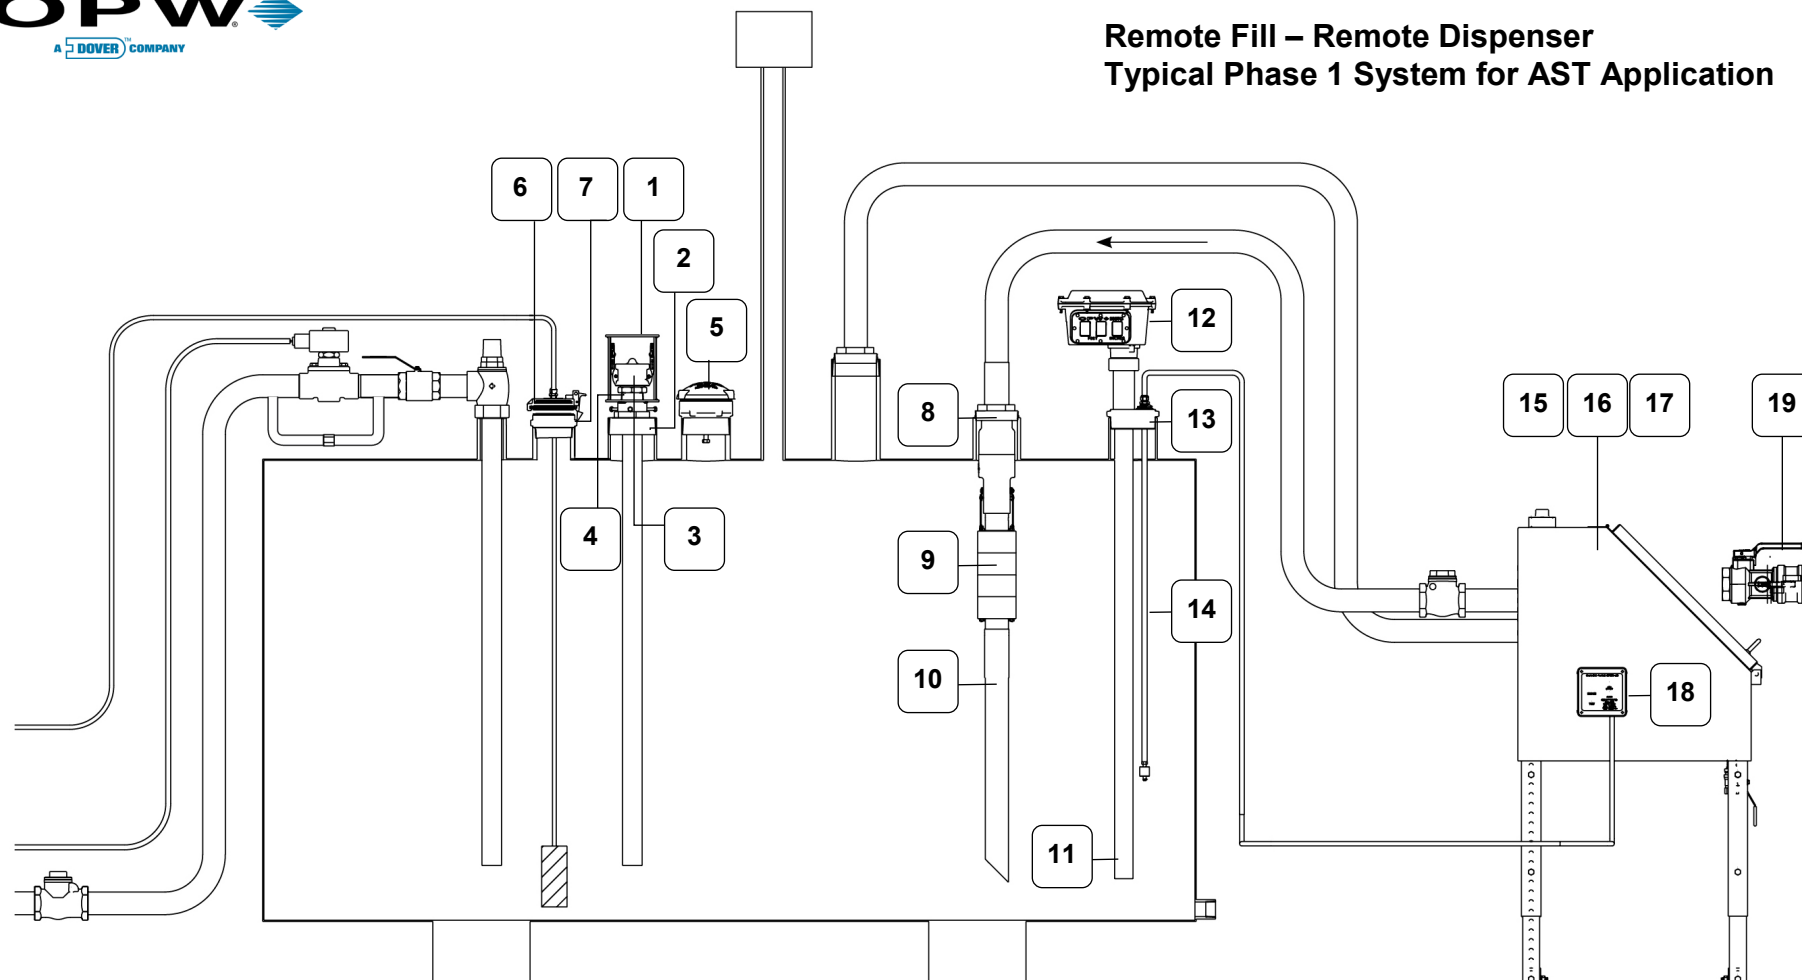 OPW
A DOVER™ COMPANY
Remote Fill – Remote Dispenser
Typical Phase 1 System for AST Application
6 7 1
2
5
12
8
13
15 16 17 19
4 3
9
14
10
18
11